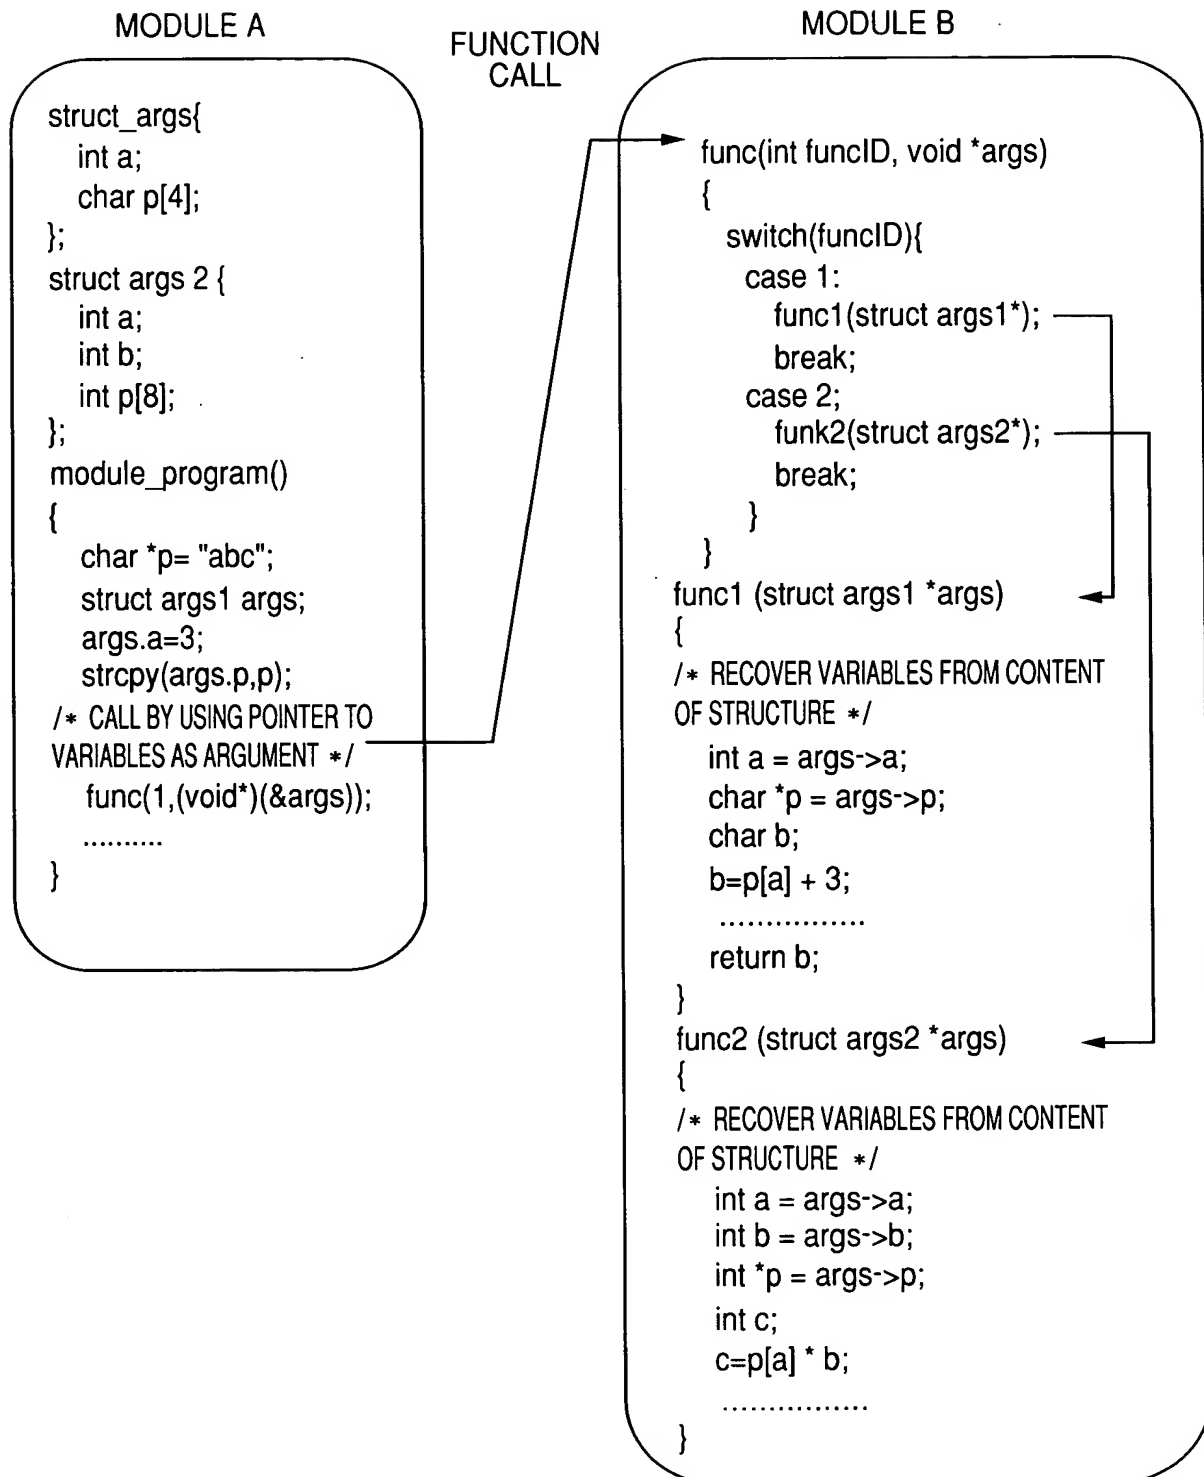 MODULE A
struct_args{
int a;
char p[4];
};
struct args 2 {
int a;
int b;
int p[8];
};
module_program()
{
char *p= "abc";
struct args1 args;
args.a=3;
strcpy(args.p,p);
/* CALL BY USING POINTER TO
VARIABLES AS ARGUMENT */
func(1,(void*)(&args));
..........
}
FUNCTION
CALL
MODULE B
func(int funcID, void *args)
{
switch(funcID){
case 1:
func1(struct args1*);
break;
case 2;
funk2(struct args2*);
break;
}
}
func1 (struct args1 *args)
{
/* RECOVER VARIABLES FROM CONTENT
OF STRUCTURE */
int a = args->a;
char *p = args->p;
char b;
b=p[a] + 3;
................
return b;
}
func2 (struct args2 *args)
{
/* RECOVER VARIABLES FROM CONTENT
OF STRUCTURE */
int a = args->a;
int b = args->b;
int *p = args->p;
int c;
c=p[a] * b;
................
}